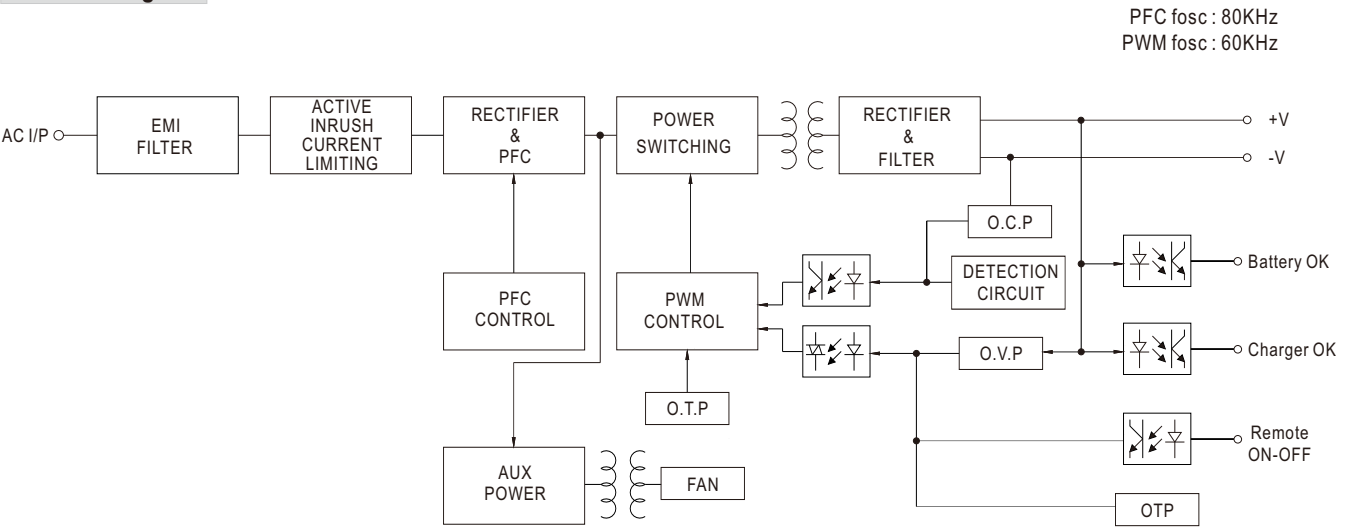 PFC fosc : 80KHz
PWM fosc : 60KHz
AC I/P
EMI
FILTER
ACTIVE
INRUSH
CURRENT
LIMITING
RECTIFIER
&
PFC
POWER
SWITCHING
RECTIFIER
&
FILTER
+V
-V
O.C.P
DETECTION
CIRCUIT
Battery OK
PFC
CONTROL
PWM
CONTROL
O.V.P
Charger OK
O.T.P
Remote
ON-OFF
AUX
POWER
FAN
OTP